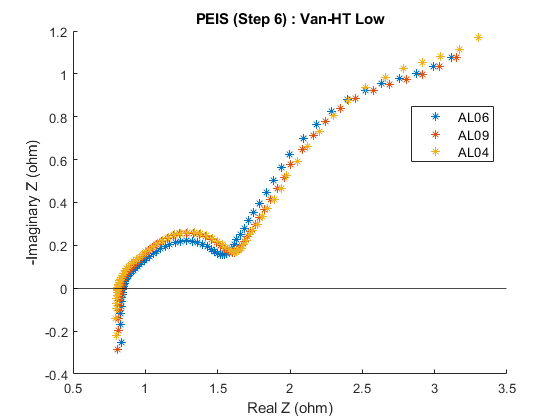 PEIS (Step 6) : Van-HT Low
1.2
1
0.8
0.6
0.4
0.2
0
-0.2
-0.4
-Imaginary Z (ohm)
AL06
AL09
AL04
0.5
1
1.5
2
2.5
3
3.5
Real Z (ohm)